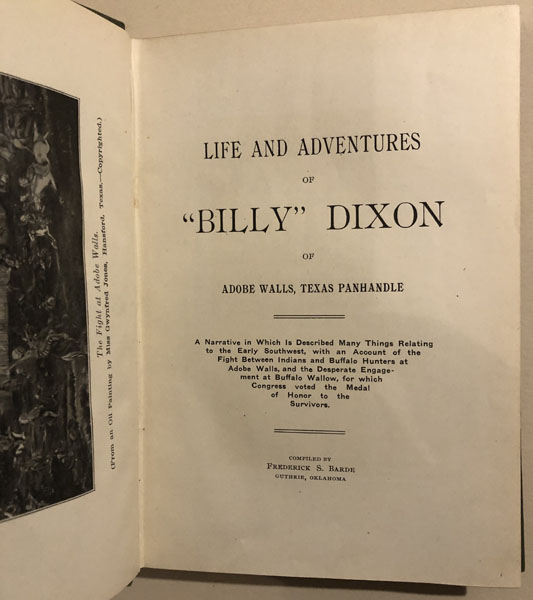 The Fight at Adobe Walls.
(From an Oil Painting by Miss Gwynfred Jones, Hansford, Texas.—Copyrighted.)
LIFE AND ADVENTURES
OF
“BILLY” DIXON
OF
ADOBE WALLS, TEXAS PANHANDLE
A Narrative in Which Is Described Many Things Relating
to the Early Southwest, with an Account of the
Fight Between Indians and Buffalo Hunters at
Adobe Walls, and the Desperate Engage-
ment at Buffalo Wallow, for which
Congress voted the Medal
of Honor to the
Survivors.
COMPILED BY
FREDERICK S. BARDE
GUTHRIE, OKLAHOMA